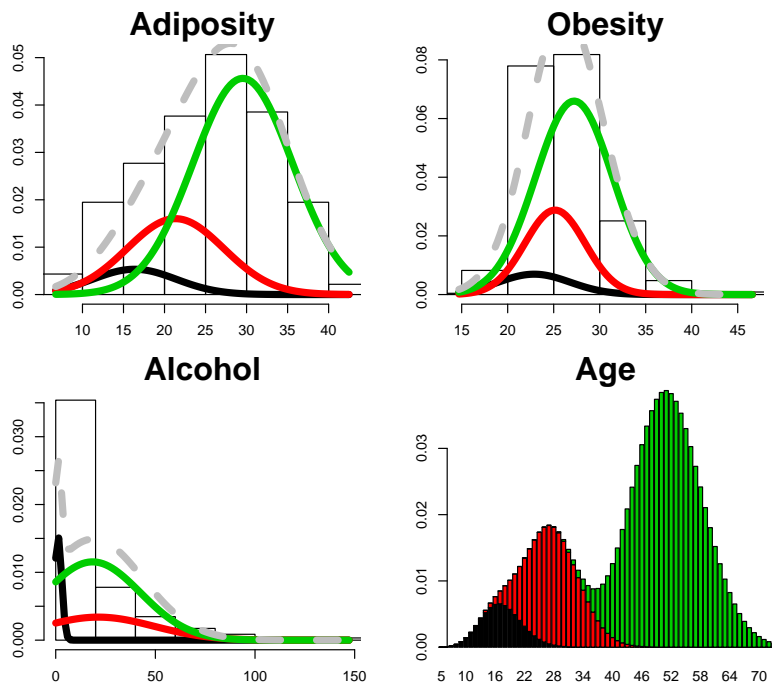 Adiposity
0.00 0.01 0.02 0.03 0.04 0.05
10 15 20 25 30 35 40
Obesity
0.00 0.02 0.04 0.06 0.08
15 20 25 30 35 40 45
Alcohol
0.000 0.010 0.020 0.030
0 50 100 150
Age
0.00 0.01 0.02 0.03
5 10 16 22 28 34 40 46 52 58 64 70